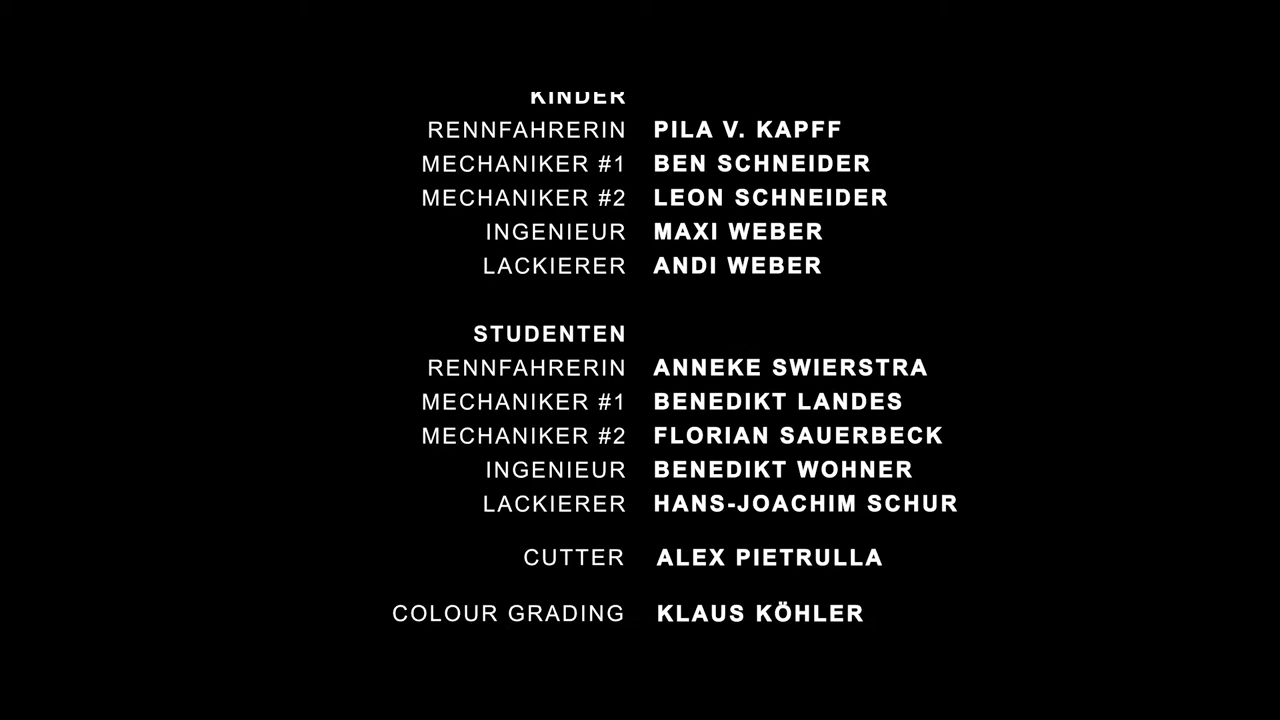 KINDER
RENNFAHRERIN PILA V. KAPFF
MECHANIKER #1 BEN SCHNEIDER
MECHANIKER #2 LEON SCHNEIDER
INGENIEUR MAXI WEBER
LACKIERER ANDI WEBER
STUDENTEN
RENNFAHRERIN ANNEKE SWIERSTRA
MECHANIKER #1 BENEDIKT LANDES
MECHANIKER #2 FLORIAN SAUERBECK
INGENIEUR BENEDIKT WOHNER
LACKIERER HANS-JOACHIM SCHUR
CUTTER ALEX PIETRULLA
COLOUR GRADING KLAUS KÖHLER